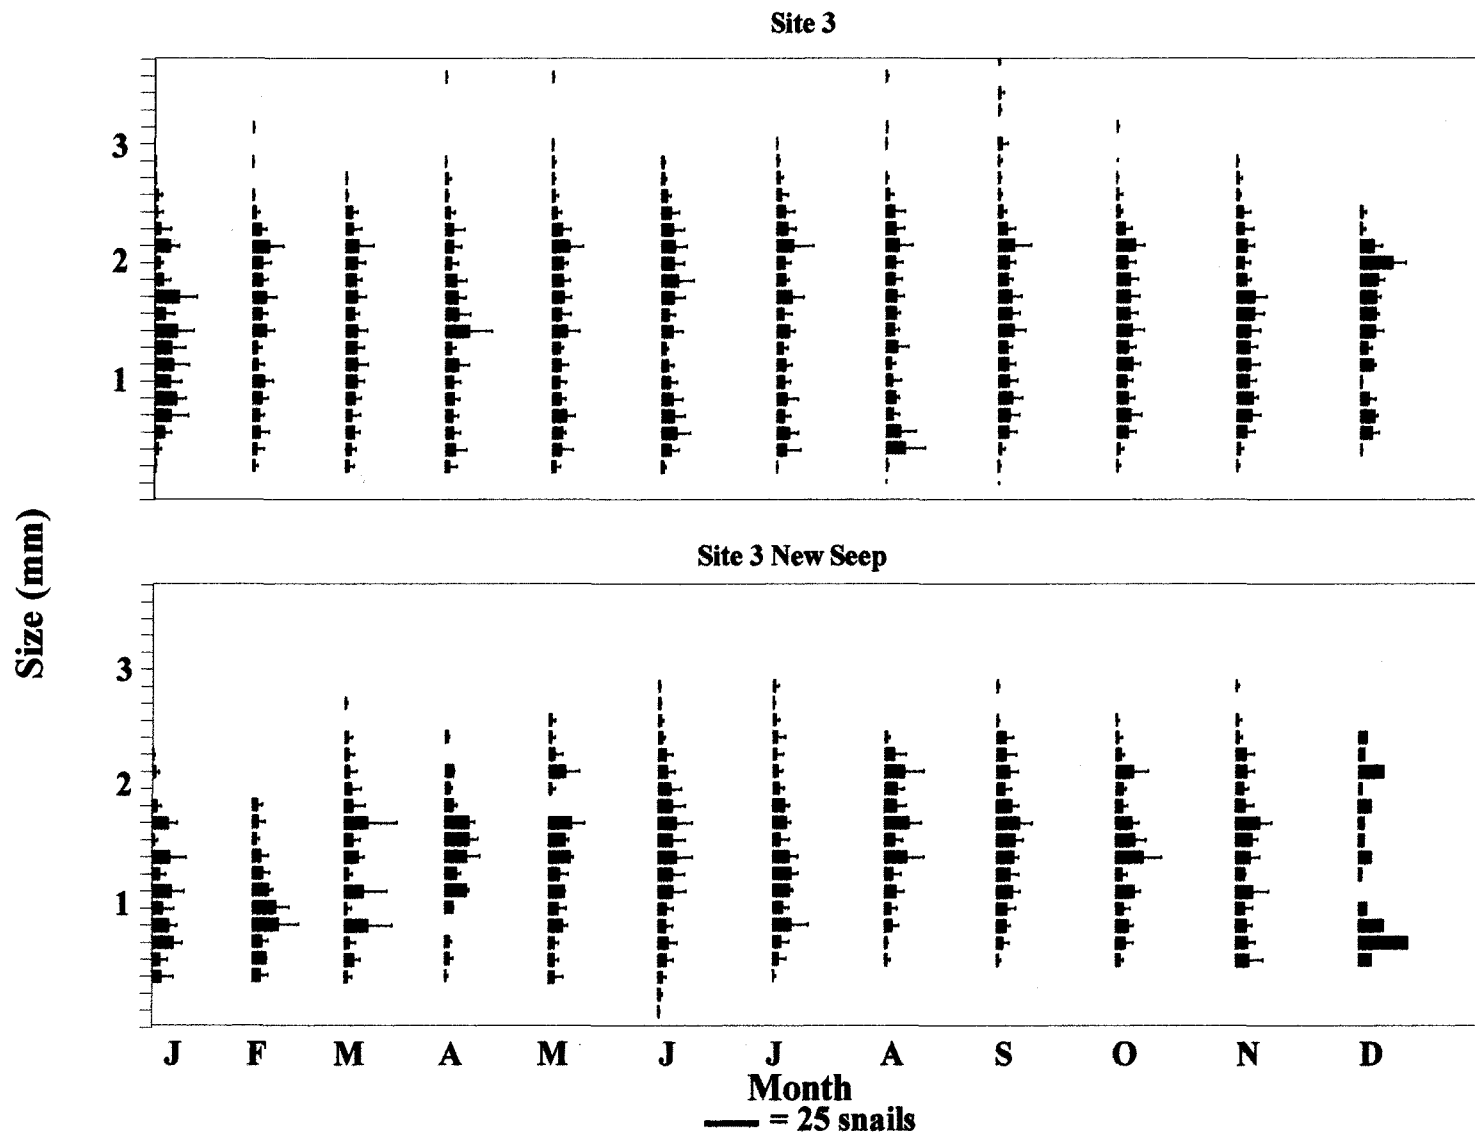 Site 3
3
2
1
Site 3 New Seep
Size (mm)
3
2
1
J F M A M J J A S O N D
Month
= 25 snails